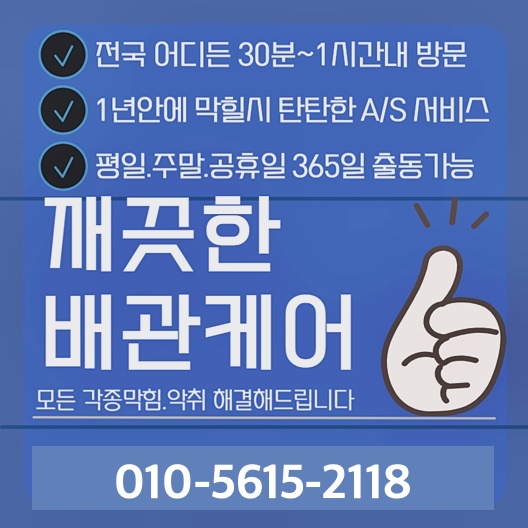 전국 어디든 30분~1시간내 방문
1년안에 막힐시 탄탄한 A/S 서비스
평일.주말.공휴일 365일 출동가능
깨끗한
배관케어
모든 각종막힘.악취 해결해드립니다
010-5615-2118